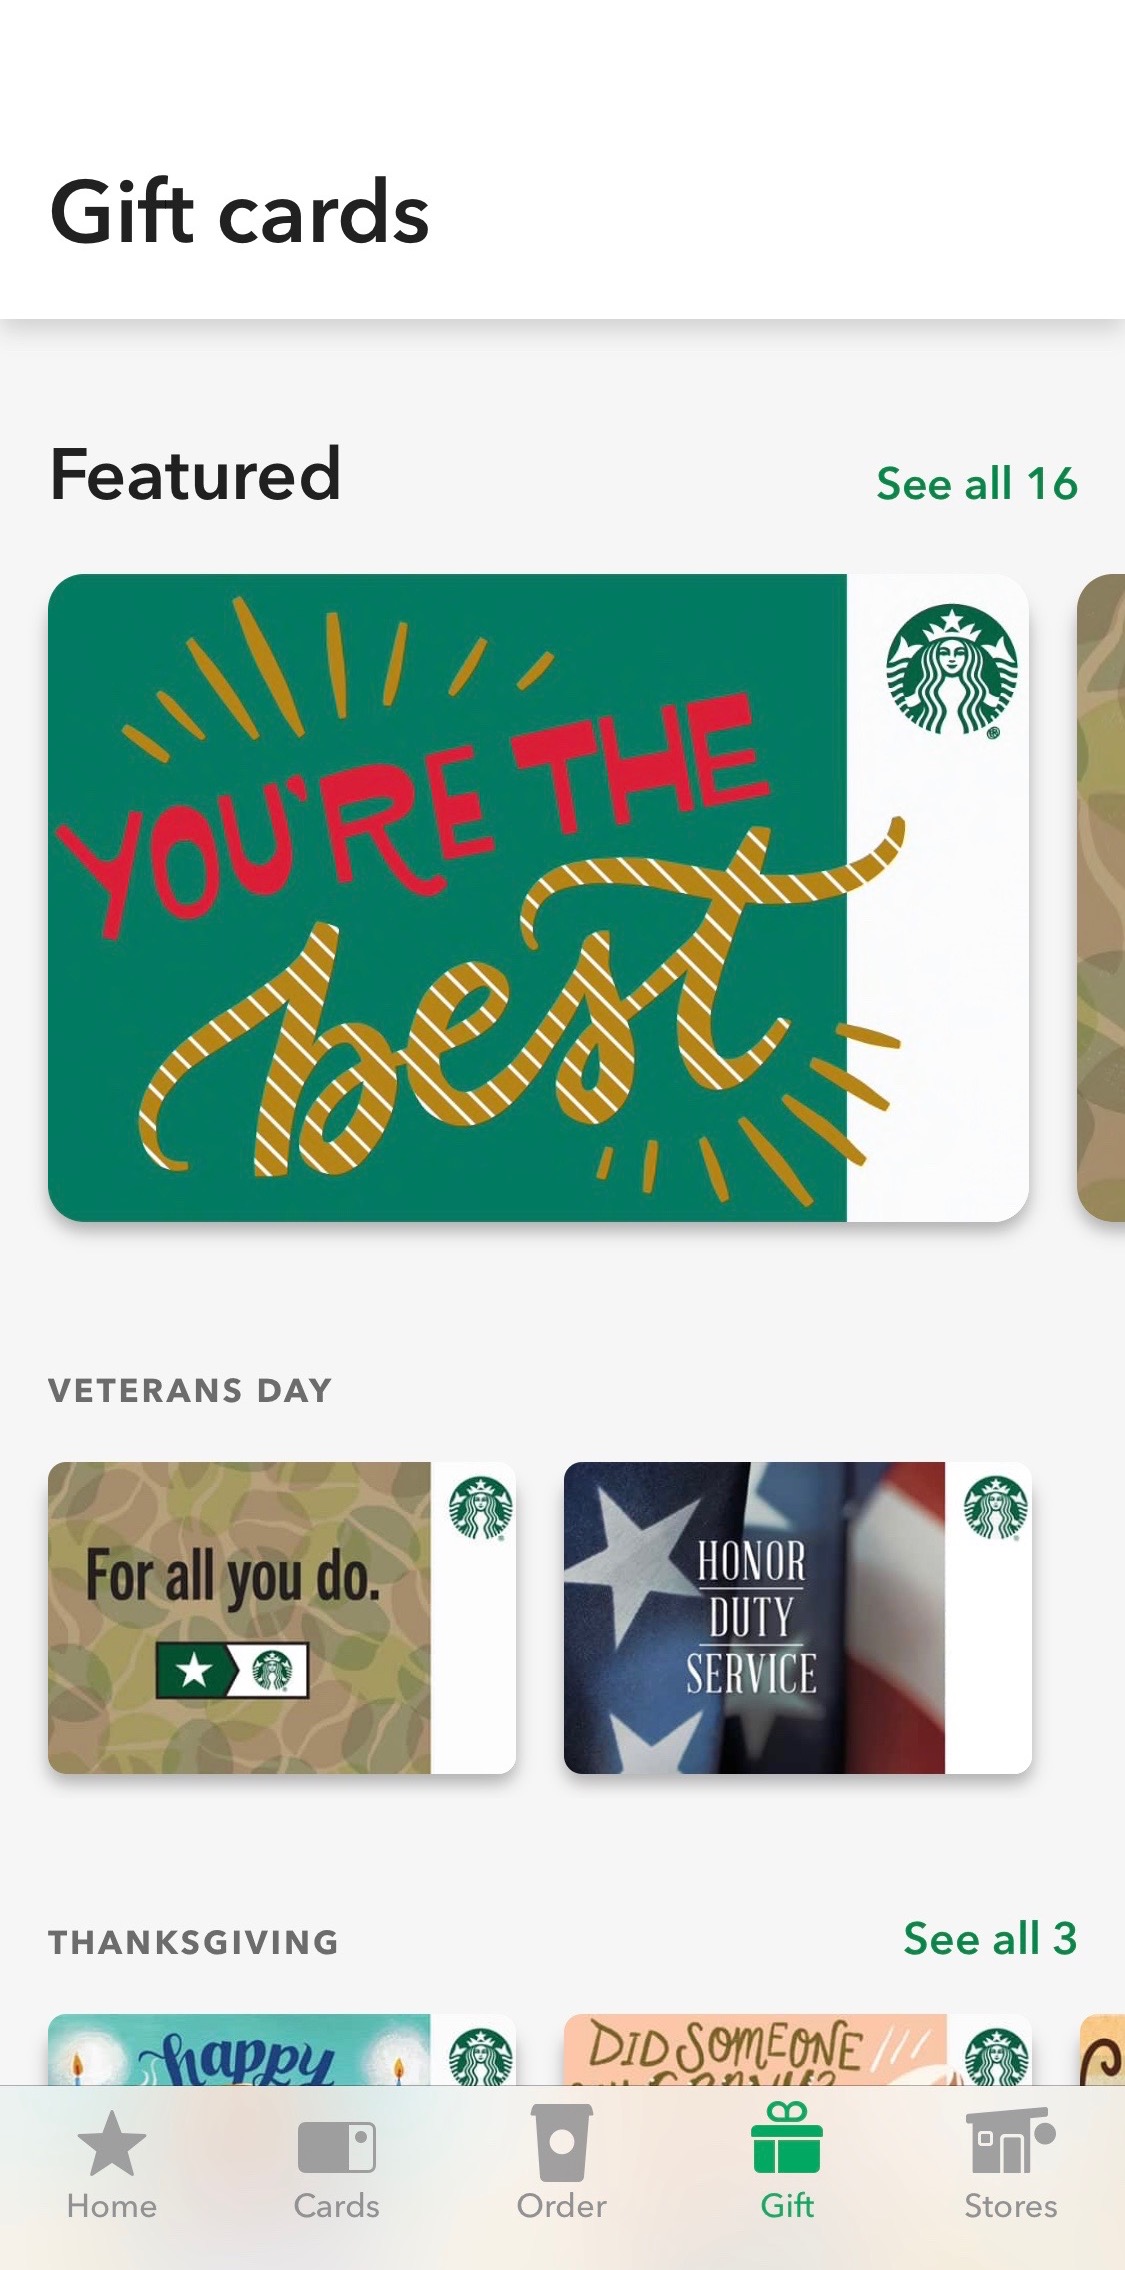 Gift cards
Featured
See all 16
YOU'RE THE
best
VETERANS DAY
For all you do.
HONOR
DUTY
SERVICE
THANKSGIVING
See all 3
happy
DID SOMEONE
Home
Cards
Order
Gift
Stores